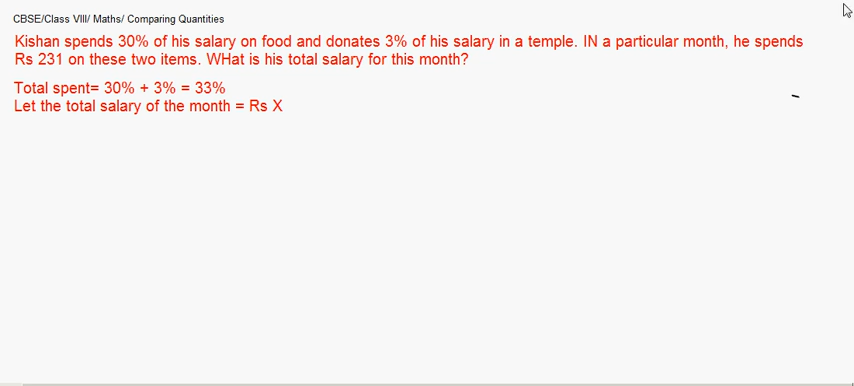 CBSE/Class VIII/ Maths/ Comparing Quantities
Kishan spends 30% of his salary on food and donates 3% of his salary in a temple. IN a particular month, he spends
Rs 231 on these two items. WHat is his total salary for this month?
Total spent= 30% + 3% = 33%
Let the total salary of the month = Rs X